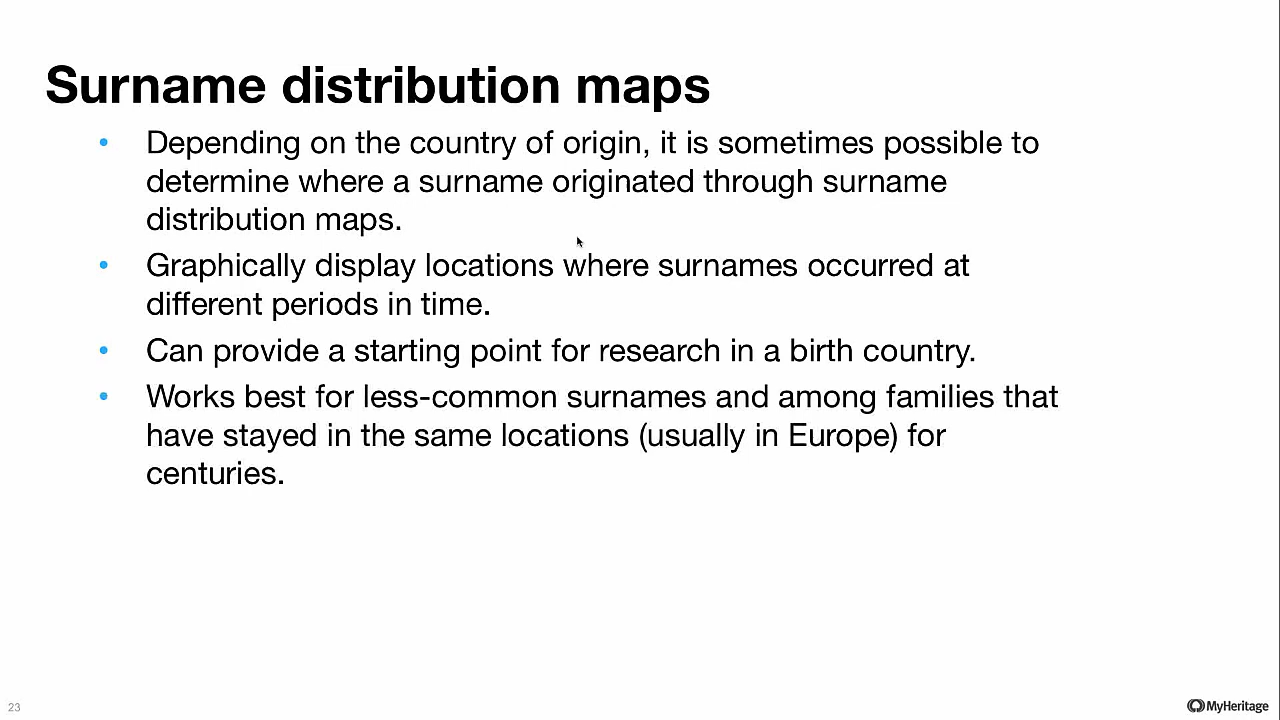 Surname distribution maps
• Depending on the country of origin, it is sometimes possible to
determine where a surname originated through surname
distribution maps.
• Graphically display locations where surnames occurred at
different periods in time.
• Can provide a starting point for research in a birth country.
• Works best for less-common surnames and among families that
have stayed in the same locations (usually in Europe) for
centuries.
23
MyHeritage